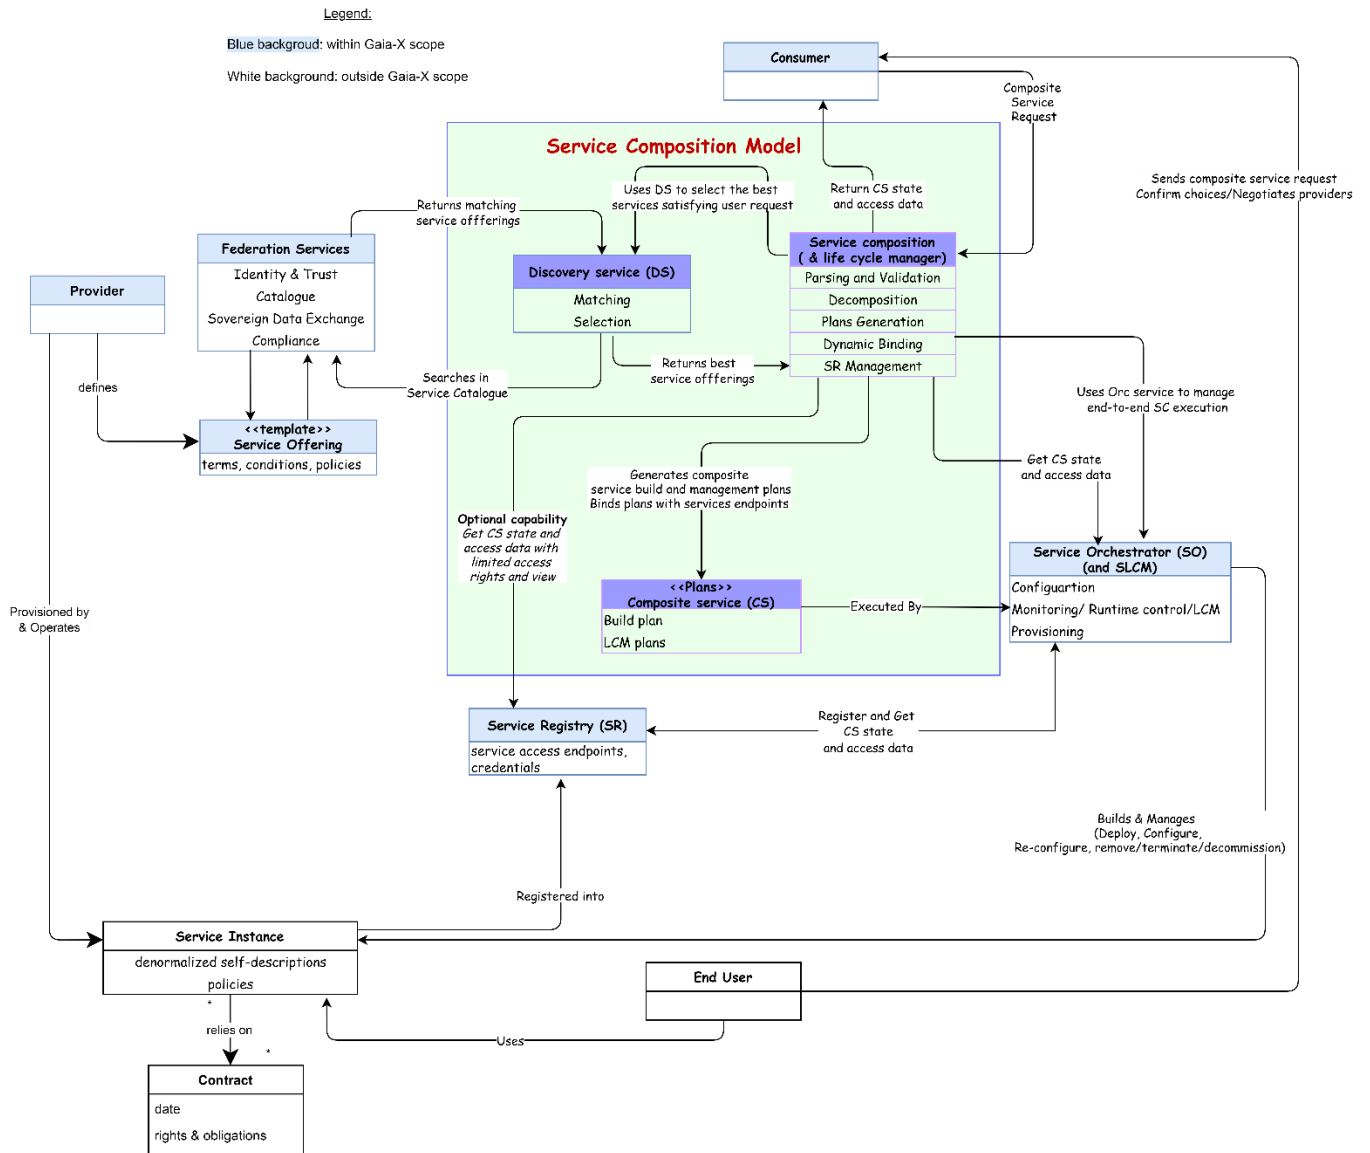 Legend:
Blue backgroud: within Gaia-X scope
White background: outside Gaia-X scope
Consumer
Composite
Service
Request
Service Composition Model
Sends composite service request
Confirm choices/Negotiates providers
Uses DS to select the best
services satisfying user request
Return CS state
and access data
Returns matching
service offferings
Federation Services
Identity & Trust
Catalogue
Sovereign Data Exchange
Compliance
Service composition
( & life cycle manager)
Parsing and Validation
Decomposition
Plans Generation
Dynamic Binding
SR Management
Discovery service (DS)
Matching
Selection
Provider
defines
Searches in
Service Catalogue
Returns best
service offferings
Uses Orc service to manage
end-to-end SC execution
<<template>>
Service Offering
terms, conditions, policies
Get CS state
and access data
Generates composite
service build and management plans
Binds plans with services endpoints
Optional capability
Get CS state and
access data with
limited access
rights and view
Service Orchestrator (SO)
(and SLCM)
Configuartion
Monitoring/ Runtime control/LCM
Provisioning
<<Plans>>
Composite service (CS)
Build plan
LCM plans
Executed By
Provisioned by
& Operates
Service Registry (SR)
service access endpoints,
credentials
Register and Get
CS state
and access data
Builds & Manages
(Deploy, Configure,
Re-configure, remove/terminate/decommission)
Registered into
Service Instance
denormalized self-descriptions
policies
End User
*
relies on
*
Uses
Contract
date
rights & obligations